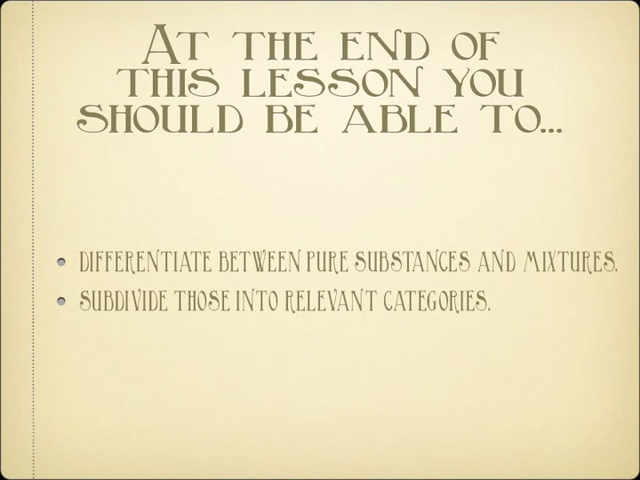 At the end of
this lesson you
should be able to...
• differentiate between pure substances and mixtures.
• subdivide those into relevant categories.